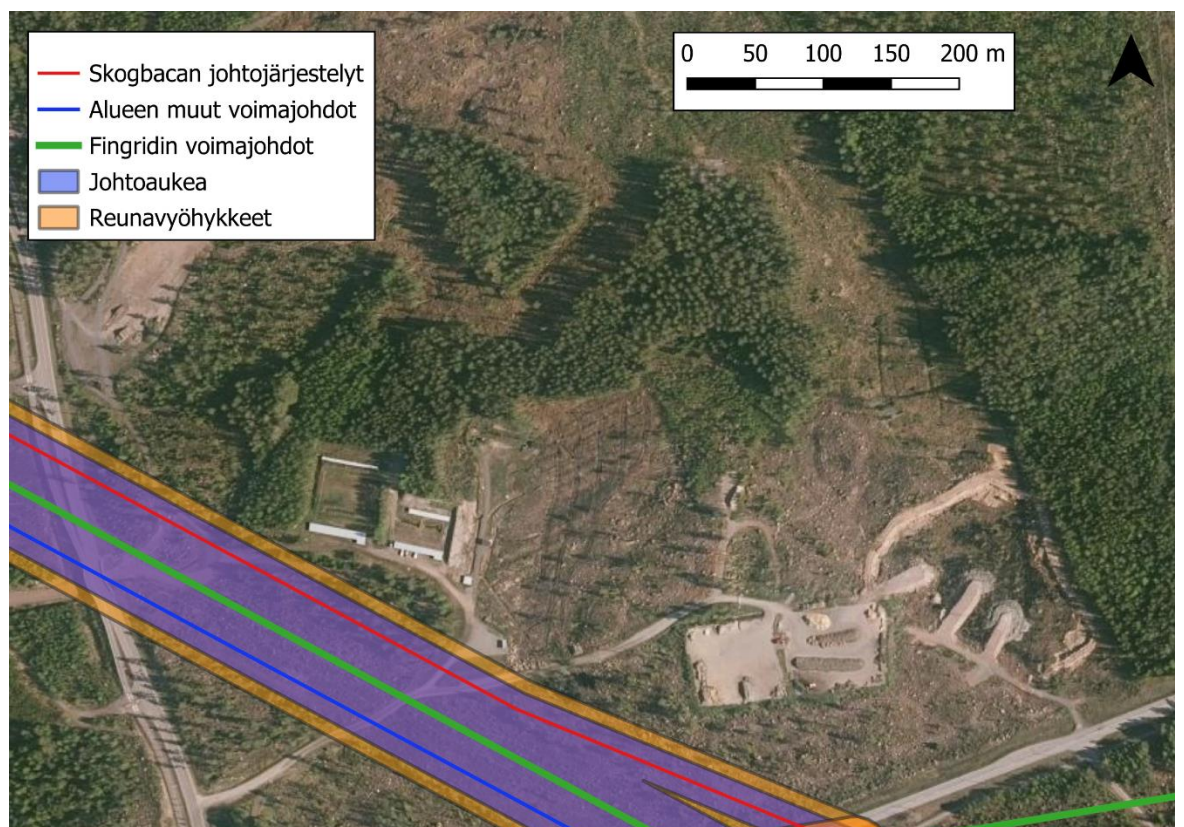 Skogbacan johtojärjestelyt
Alueen muut voimajohdot
Fingridin voimajohdot
Johtoaukea
Reunavyöhykkeet
0 50 100 150 200 m